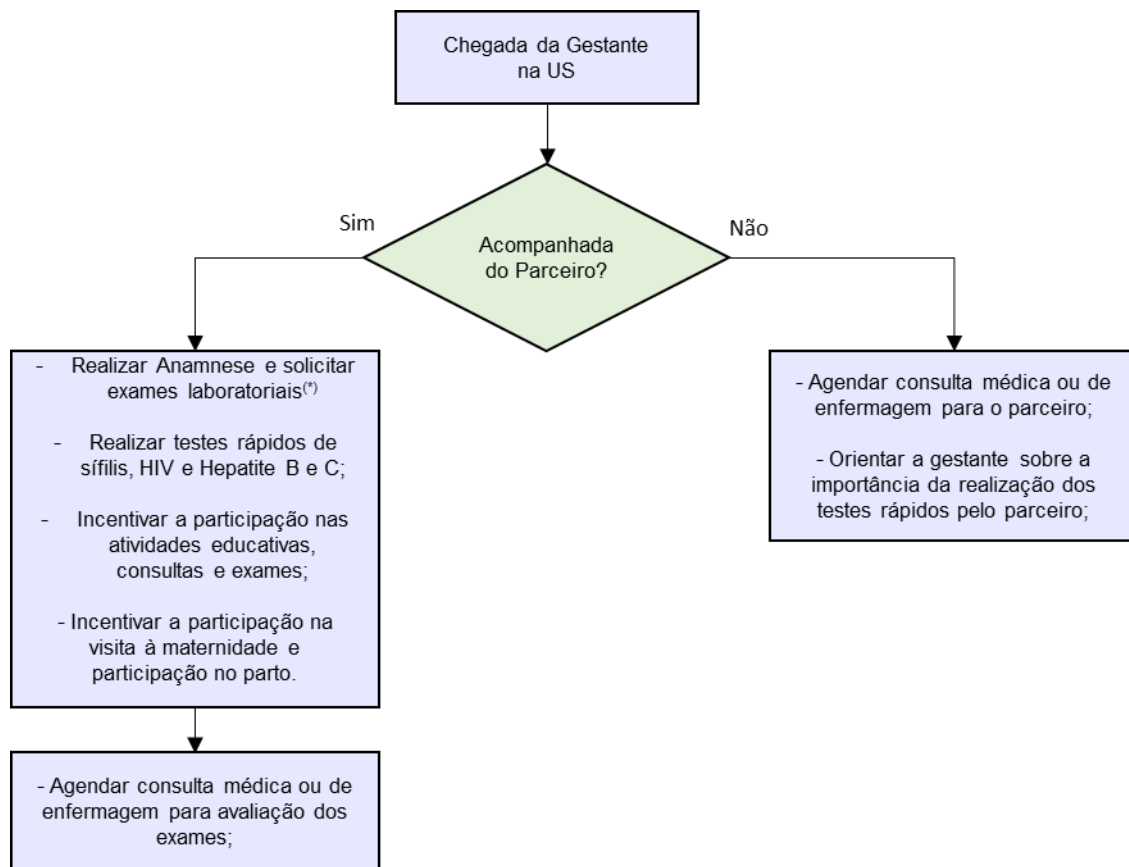 Chegada da Gestante
na US
Sim
Não
Acompanhada
do Parceiro?
- Realizar Anamnese e solicitar
exames laboratoriais(*)
- Realizar testes rápidos de
sífilis, HIV e Hepatite B e C;
- Incentivar a participação nas
atividades educativas,
consultas e exames;
- Incentivar a participação na
visita à maternidade e
participação no parto.
- Agendar consulta médica ou de
enfermagem para o parceiro;
- Orientar a gestante sobre a
importância da realização dos
testes rápidos pelo parceiro;
- Agendar consulta médica ou de
enfermagem para avaliação dos
exames;